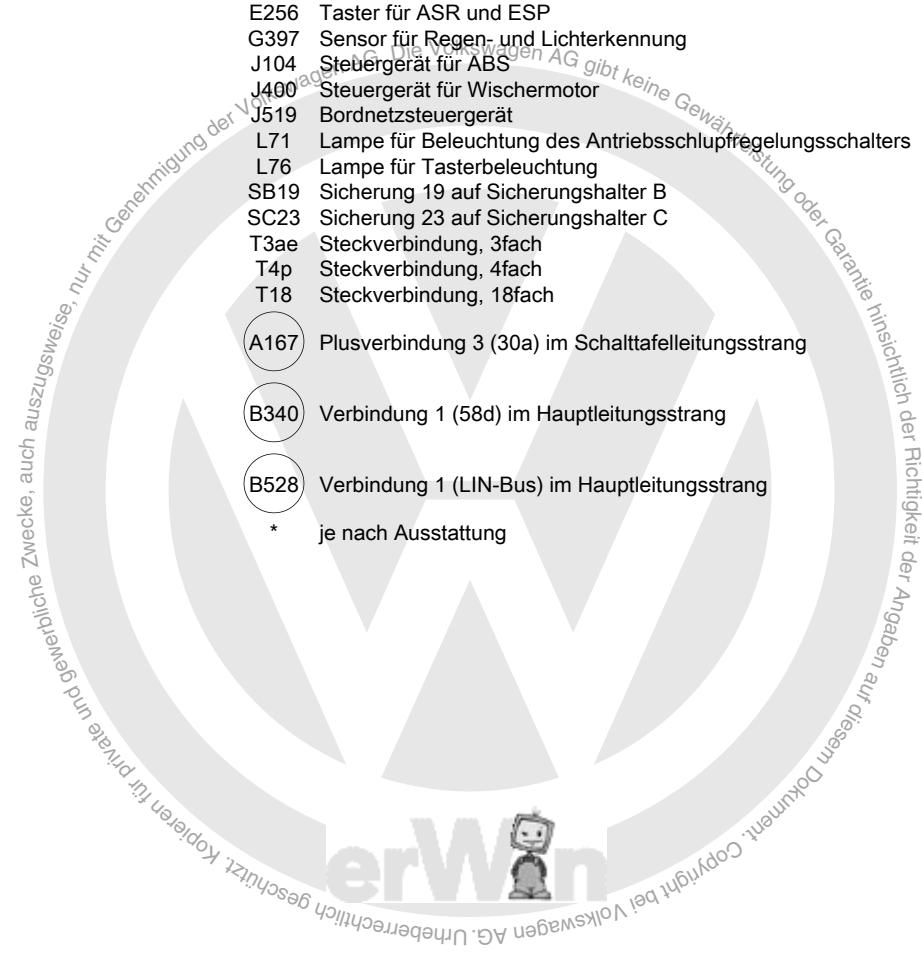 E256 Taster für ASR und ESP
G397 Sensor für Regen- und Lichterkennung
J104 Steuergerät für ABS
J400 Steuergerät für Wischermotor
J519 Bordnetzsteuergerät
L71 Lampe für Beleuchtung des Antriebsschlupfregelungsschalters
L76 Lampe für Tasterbeleuchtung
SB19 Sicherung 19 auf Sicherungshalter B
SC23 Sicherung 23 auf Sicherungshalter C
T3ae Steckverbindung, 3fach
T4p Steckverbindung, 4fach
T18 Steckverbindung, 18fach
A167 Plusverbindung 3 (30a) im Schalttafelleitungsstrang
B340 Verbindung 1 (58d) im Hauptleitungsstrang
B528 Verbindung 1 (LIN-Bus) im Hauptleitungsstrang
* je nach Ausstattung
erWin
Urheberrechtlich geschützt. Kopieren für private und gewerbliche Zwecke, auch auszugsweise, nur mit Genehmigung der Volkswagen AG. Die Volkswagen AG gibt keine Gewährleistung oder Garantie hinsichtlich der Richtigkeit der Angaben auf diesem Dokument. Copyright bei Volkswagen AG.